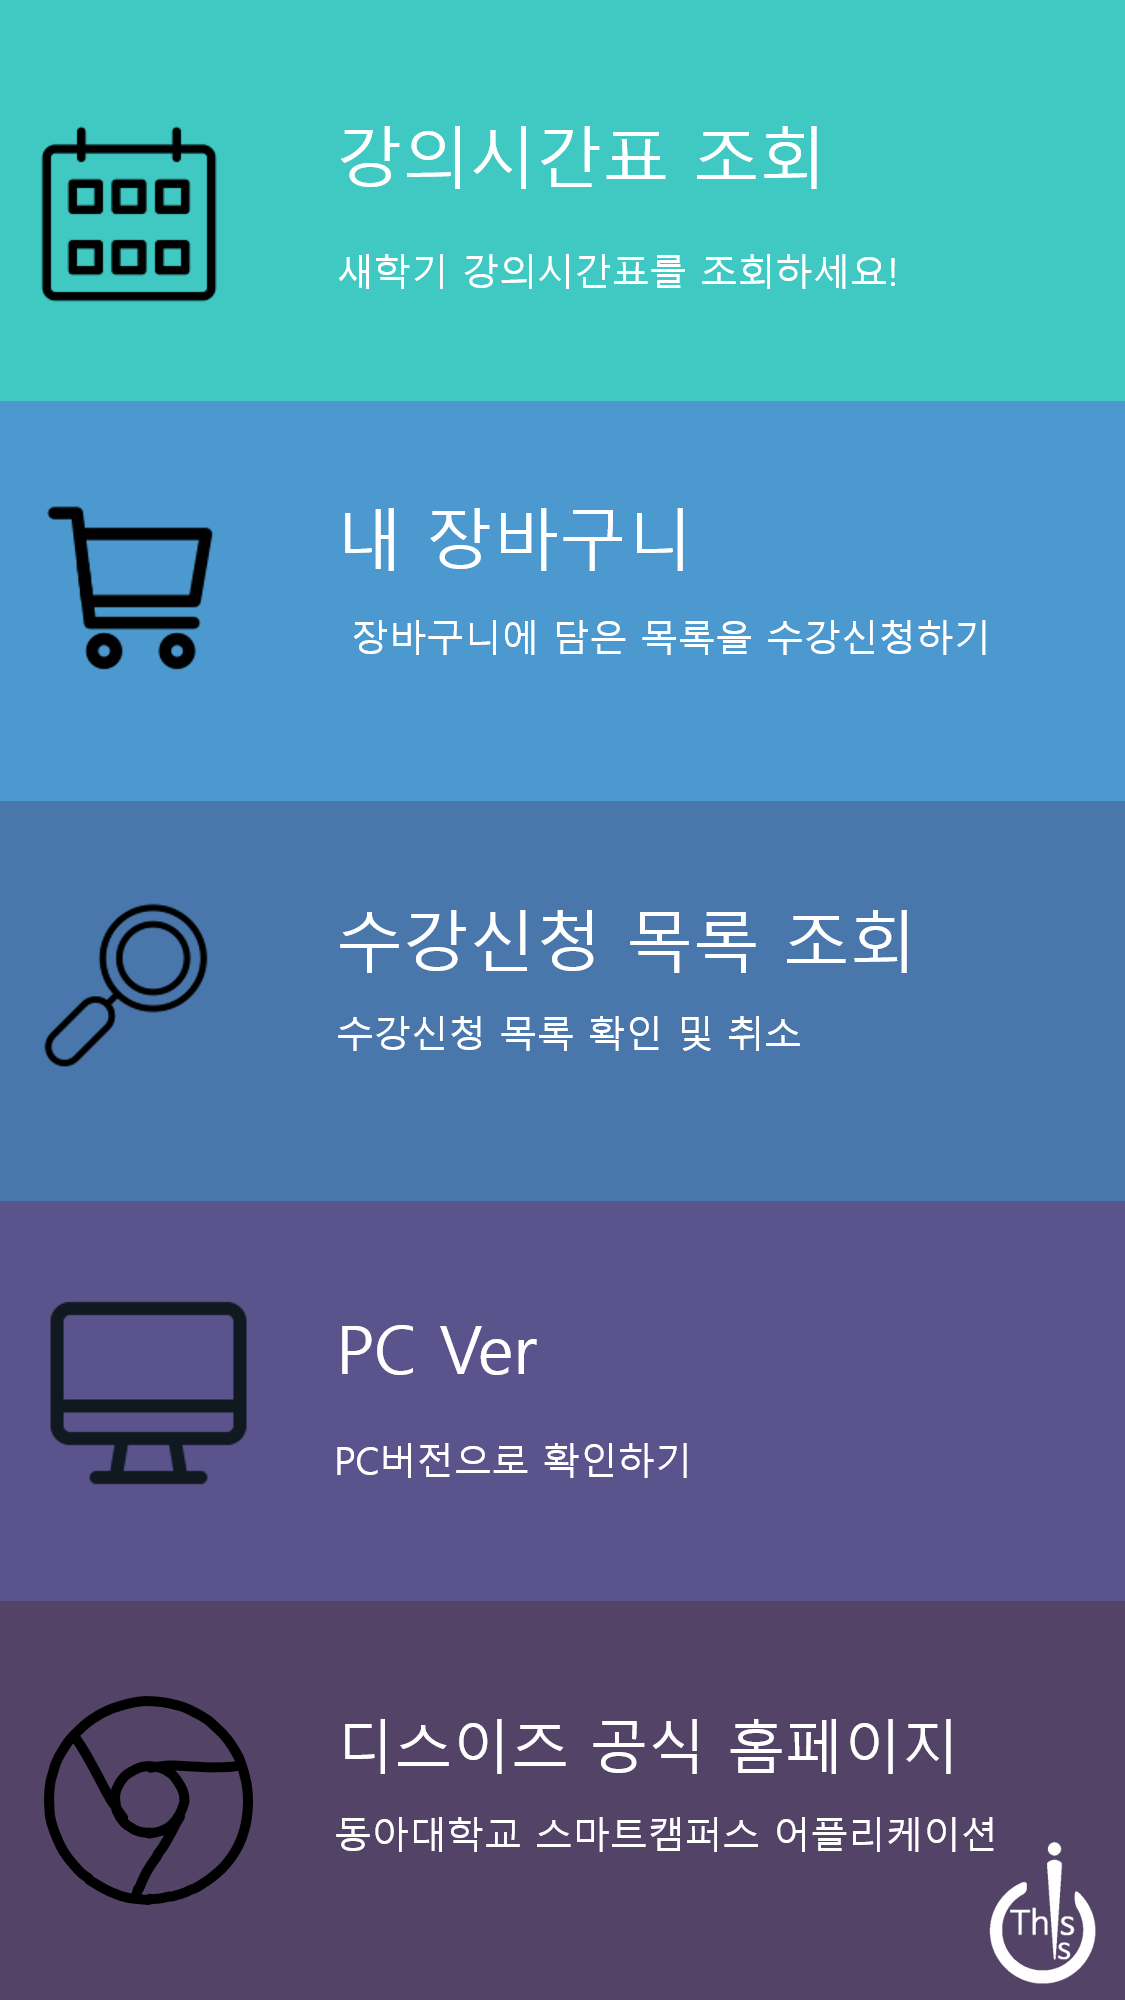 강의시간표 조회
새학기 강의시간표를 조회하세요!
내 장바구니
장바구니에 담은 목록을 수강신청하기
수강신청 목록 조회
수강신청 목록 확인 및 취소
PC Ver
PC버전으로 확인하기
디스이즈 공식 홈페이지
동아대학교 스마트캠퍼스 어플리케이션
This
s